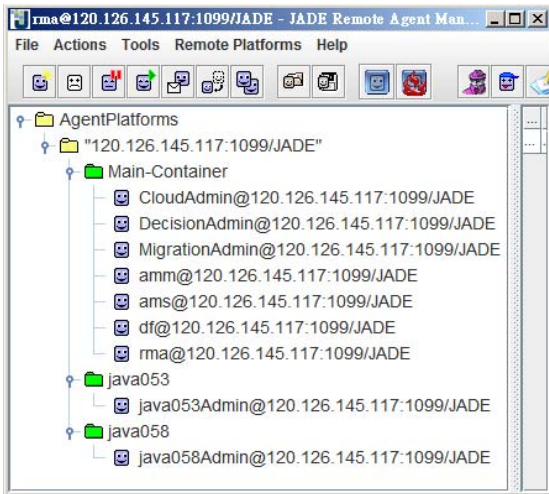 rma@120.126.145.117:1099/JADE - JADE Remote Agent Man...
File Actions Tools Remote Platforms Help
AgentPlatforms
"120.126.145.117:1099/JADE"
Main-Container
CloudAdmin@120.126.145.117:1099/JADE
DecisionAdmin@120.126.145.117:1099/JADE
MigrationAdmin@120.126.145.117:1099/JADE
amm@120.126.145.117:1099/JADE
ams@120.126.145.117:1099/JADE
df@120.126.145.117:1099/JADE
rma@120.126.145.117:1099/JADE
java053
java053Admin@120.126.145.117:1099/JADE
java058
java058Admin@120.126.145.117:1099/JADE